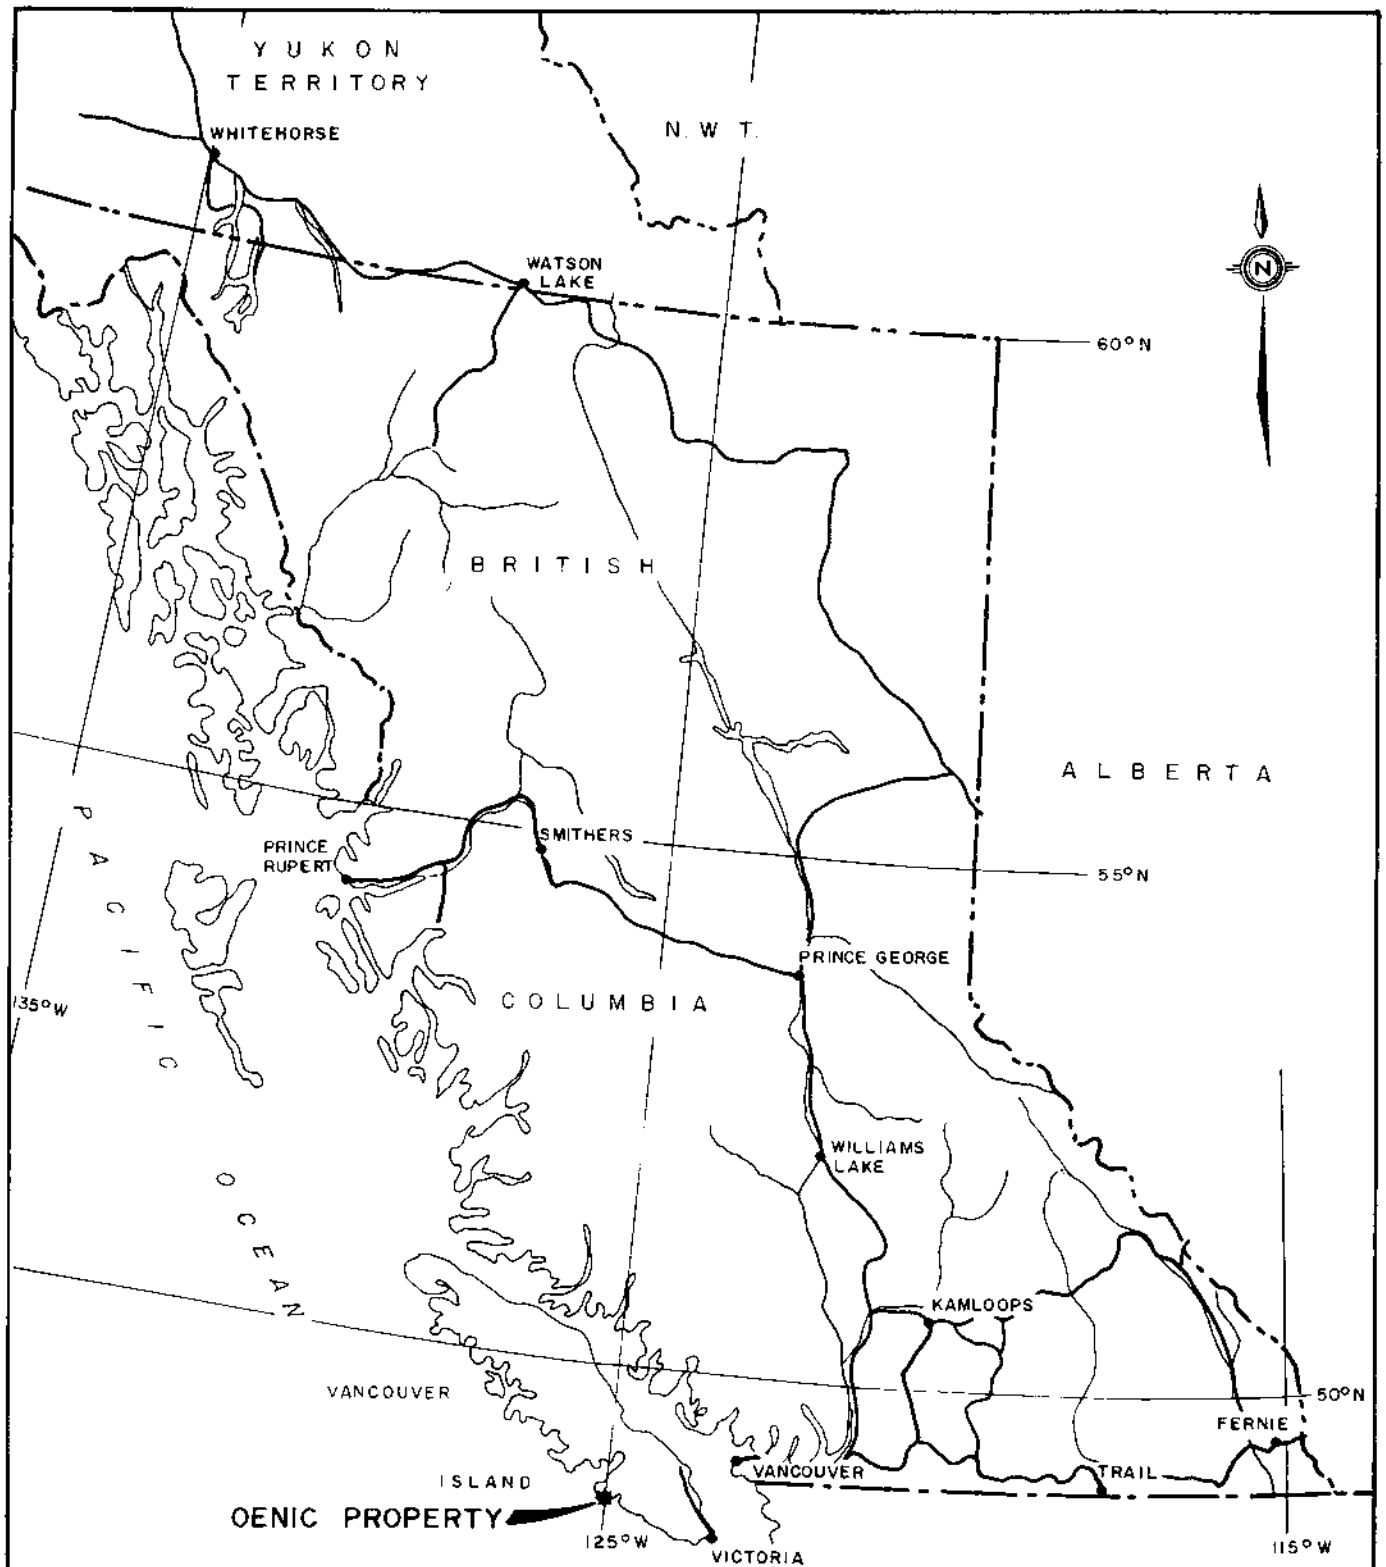 YUKON
TERRITORY
N. W. T.
WHITEHORSE
N
WATSON
LAKE
60°N
BRITISH
ALBERTA
PACIFIC
SMITHERS
PRINCE
RUPERT
55°N
PRINCE GEORGE
COLUMBIA
135°W
WILLIAMS
LAKE
OCEAN
KAMLOOPS
VANCOUVER
50°N
FERNIE
ISLAND
VANCOUVER
TRAIL
OENIC PROPERTY
125°W
VICTORIA
115°W